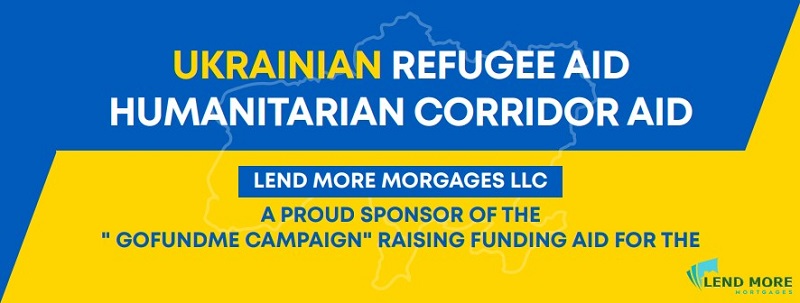 UKRAINIAN REFUGEE AID
HUMANITARIAN CORRIDOR AID
LEND MORE MORGAGES LLC
A PROUD SPONSOR OF THE
" GOFUNDME CAMPAIGN" RAISING FUNDING AID FOR THE
LEND MORE
MORTGAGES